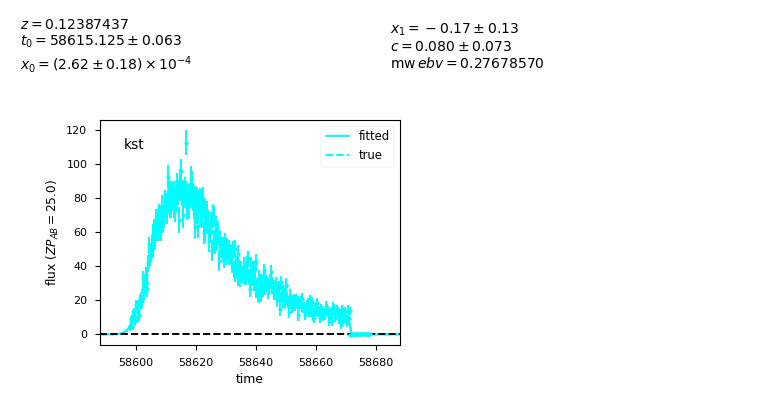 z = 0.12387437
t₀ = 58615.125 ± 0.063
x₀ = (2.62 ± 0.18) × 10⁻⁴
x₁ = −0.17 ± 0.13
c = 0.080 ± 0.073
mw ebv = 0.27678570
kst
fitted
true
120
100
80
60
40
20
0
flux (ZP_AB = 25.0)
58600 58620 58640 58660 58680
time